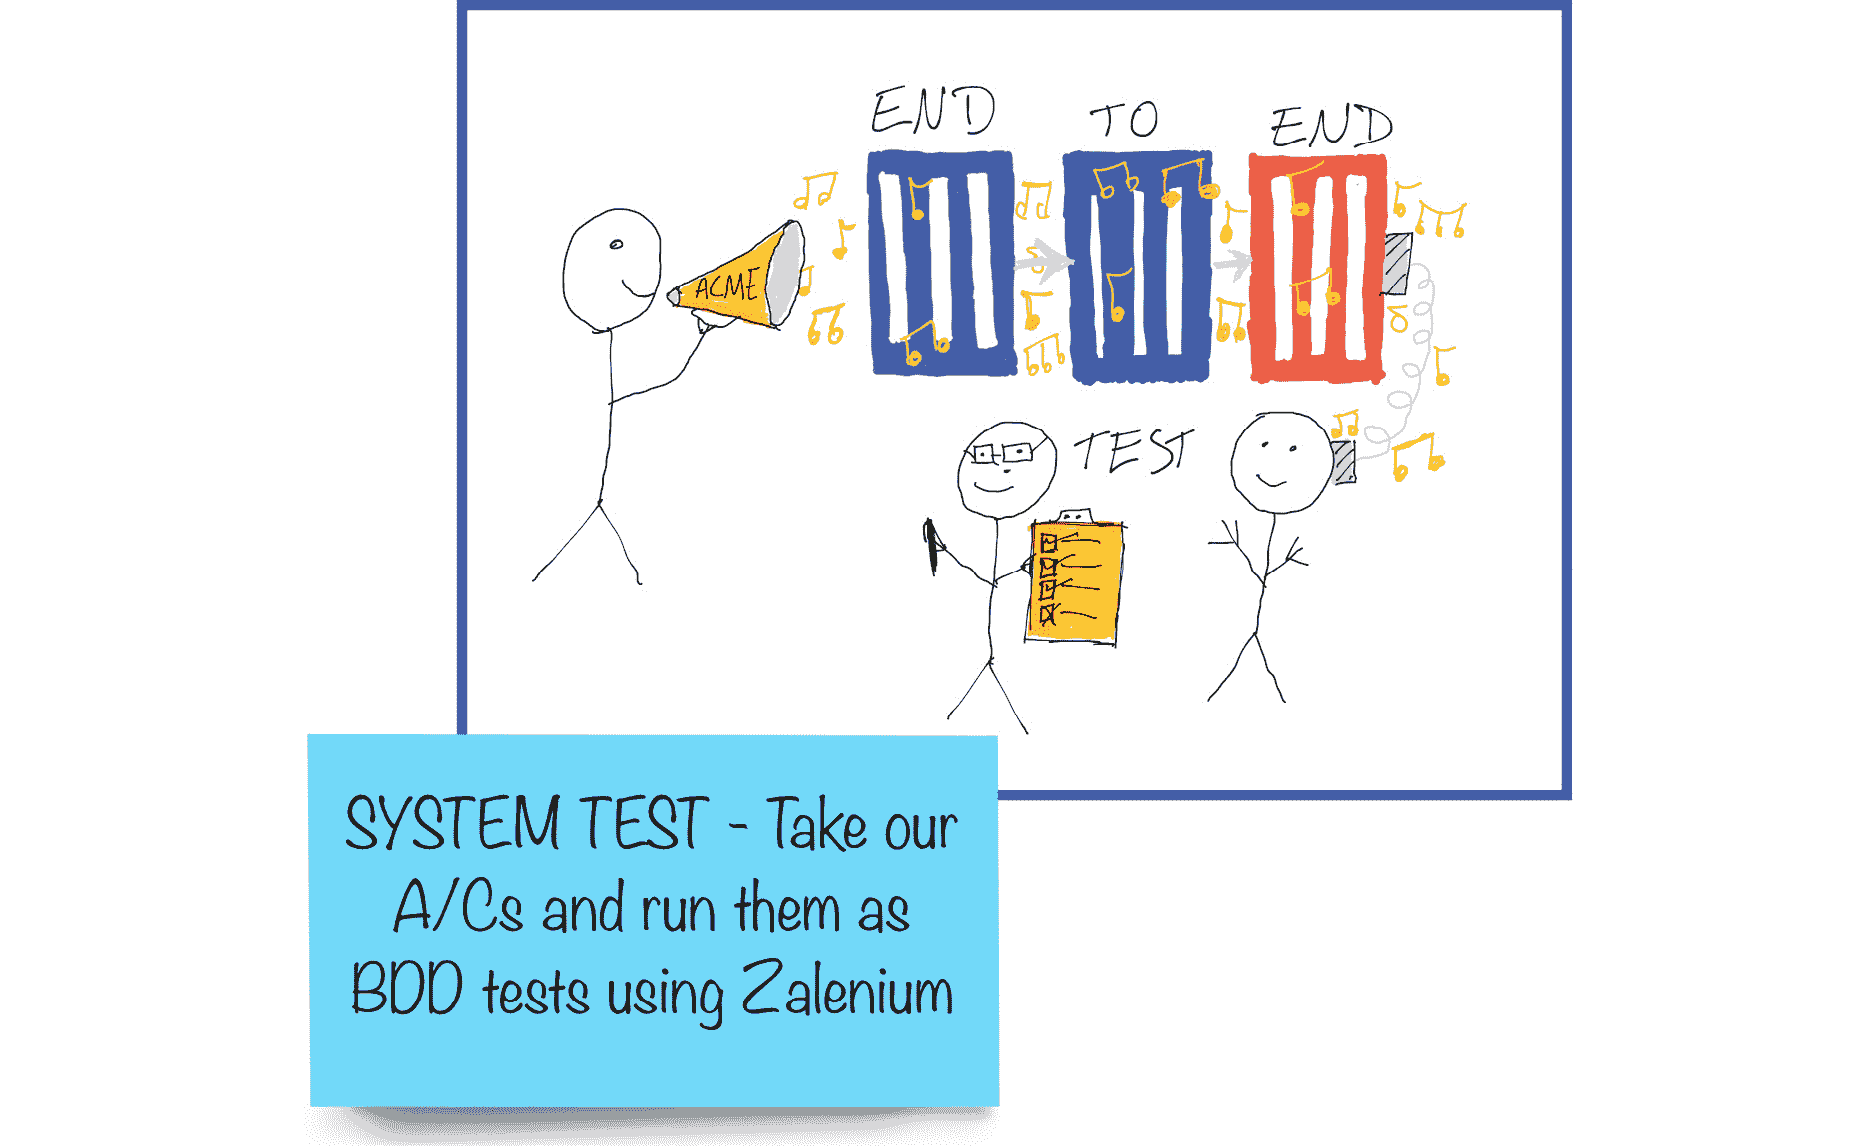 END TO END
ACME
TEST
SYSTEM TEST - Take our
A/Cs and run them as
BDD tests using Zalenium